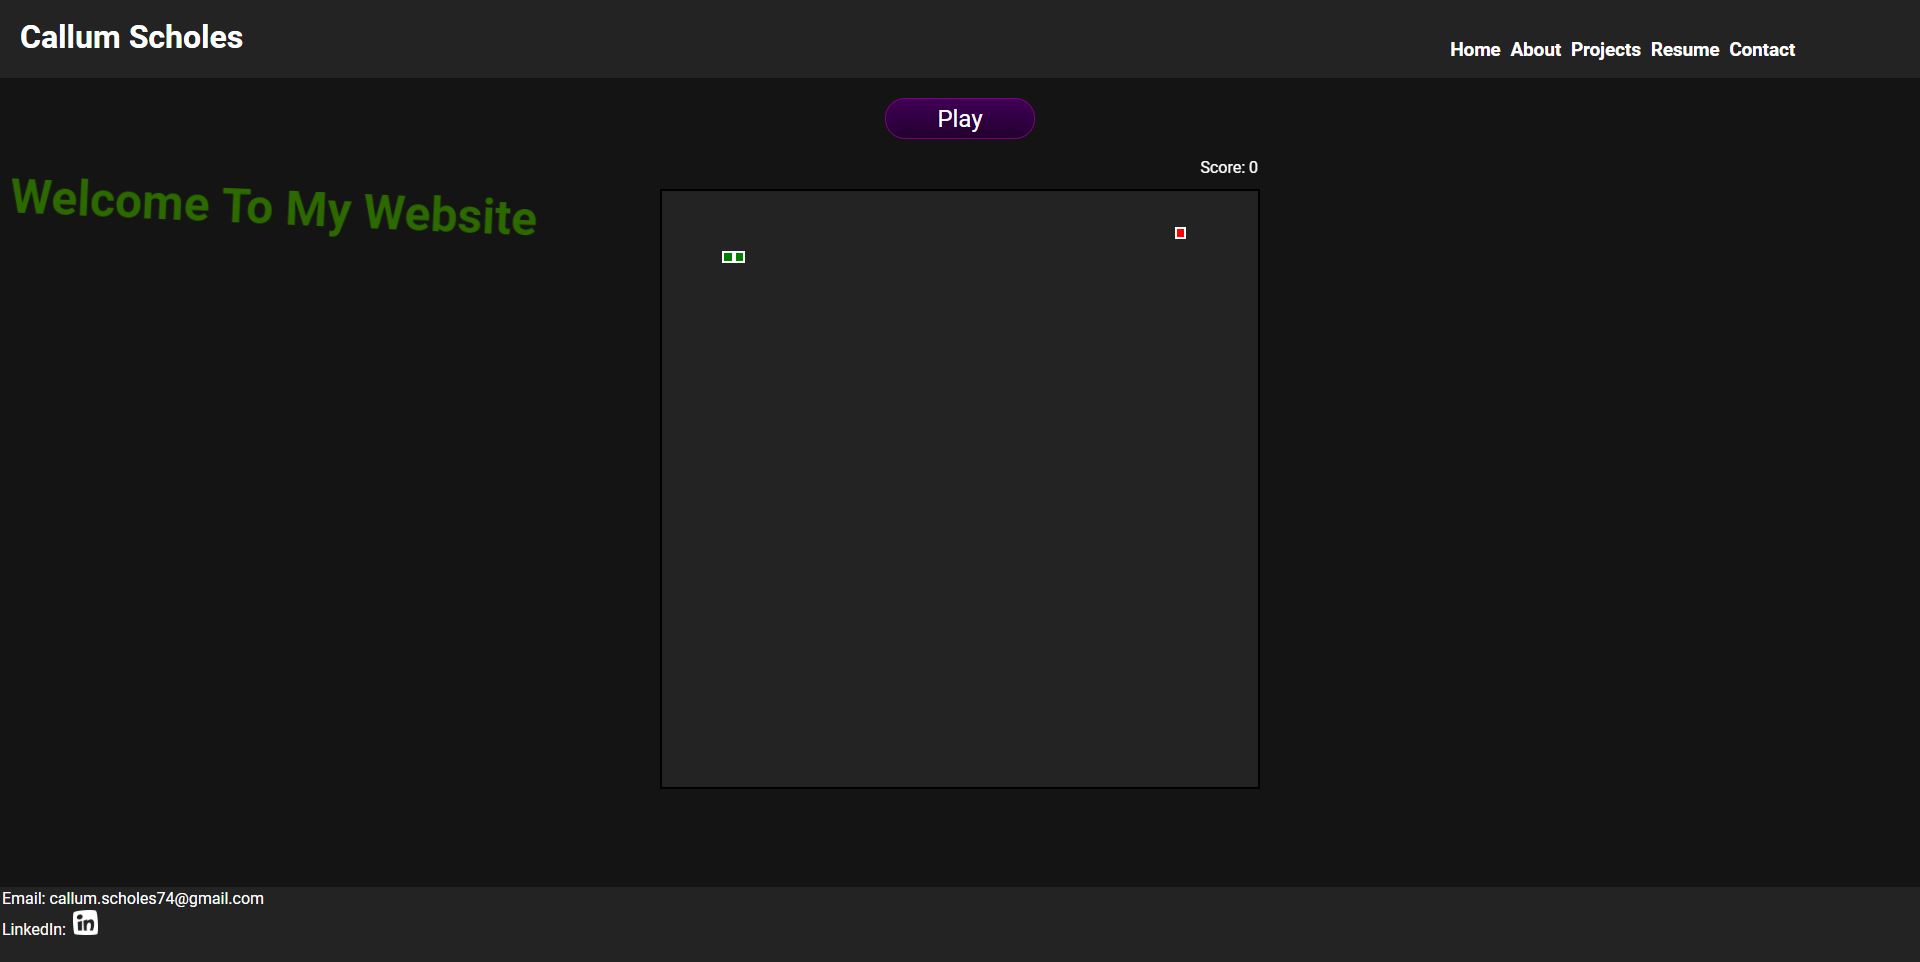 Callum Scholes
Home About Projects Resume Contact
Play
Score: 0
Welcome To My Website
Email: callum.scholes74@gmail.com
LinkedIn: in